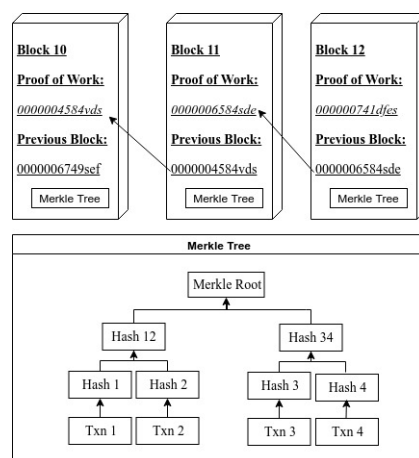 Block 10
Proof of Work:
0000004584vds
Previous Block:
0000006749sef
Merkle Tree
Block 11
Proof of Work:
0000006584sde
Previous Block:
0000004584vds
Merkle Tree
Block 12
Proof of Work:
000000741dfes
Previous Block:
0000006584sde
Merkle Tree
Merkle Tree
Merkle Root
Hash 12
Hash 34
Hash 1
Hash 2
Hash 3
Hash 4
Txn 1
Txn 2
Txn 3
Txn 4